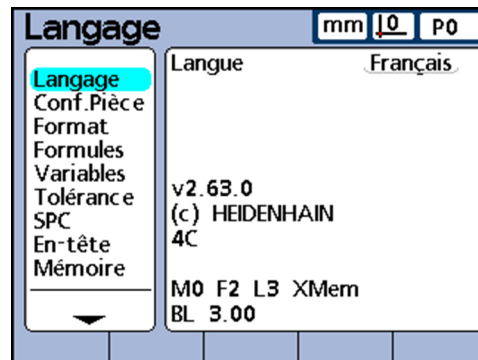 Langage
mm
0
P0
Langage
Conf.Pièce
Format
Formules
Variables
Tolérance
SPC
En-tête
Mémoire
Langue Français
v2.63.0
(c) HEIDENHAIN
4C
M0 F2 L3 XMem
BL 3.00